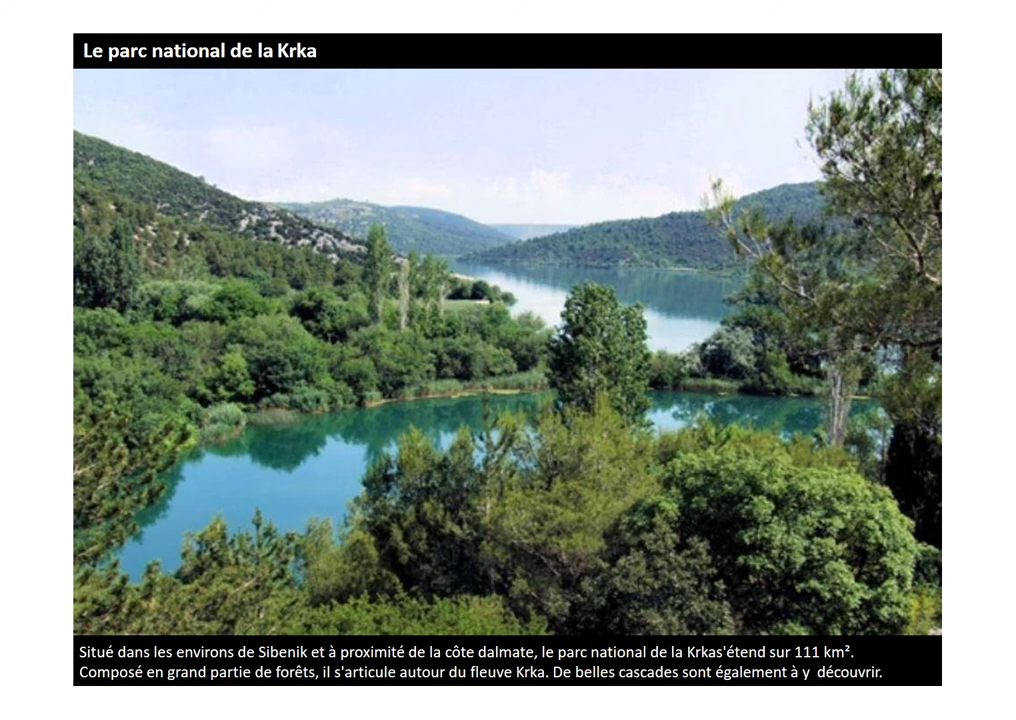 Le parc national de la Krka
Situé dans les environs de Sibenik et à proximité de la côte dalmate, le parc national de la Krkas'étend sur 111 km².
Composé en grand partie de forêts, il s'articule autour du fleuve Krka. De belles cascades sont également à y  découvrir.